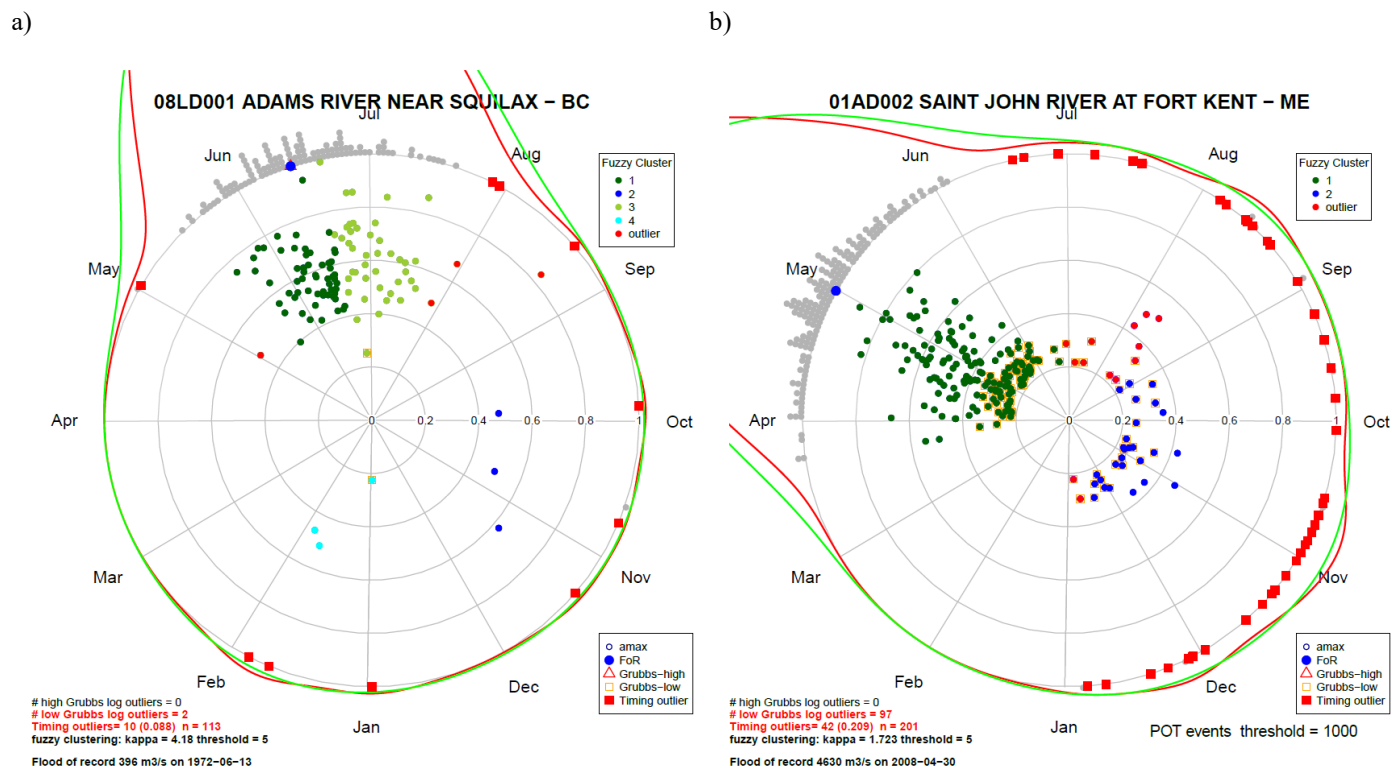 a)
b)
08LD001 ADAMS RIVER NEAR SQUILAX − BC
Jul
Jun
Aug
May
Sep
Apr
0 0.2 0.4 0.6 0.8 1
Oct
Mar
Nov
Feb
Dec
Jan
Fuzzy Cluster
1
2
3
4
outlier
amax
FoR
Grubbs−high
Grubbs−low
Timing outlier
# high Grubbs log outliers = 0
# low Grubbs log outliers = 2
Timing outliers= 10 (0.088) n = 113
fuzzy clustering: kappa = 4.18 threshold = 5
Flood of record 396 m3/s on 1972−06−13
01AD002 SAINT JOHN RIVER AT FORT KENT − ME
Jul
Jun
Aug
May
Sep
Apr
0 0.2 0.4 0.6 0.8 1
Oct
Mar
Nov
Feb
Dec
Jan
Fuzzy Cluster
1
2
outlier
amax
FoR
Grubbs−high
Grubbs−low
Timing outlier
# high Grubbs log outliers = 0
# low Grubbs log outliers = 97
Timing outliers= 42 (0.209) n = 201
fuzzy clustering: kappa = 1.723 threshold = 5
Flood of record 4630 m3/s on 2008−04−30
POT events threshold = 1000